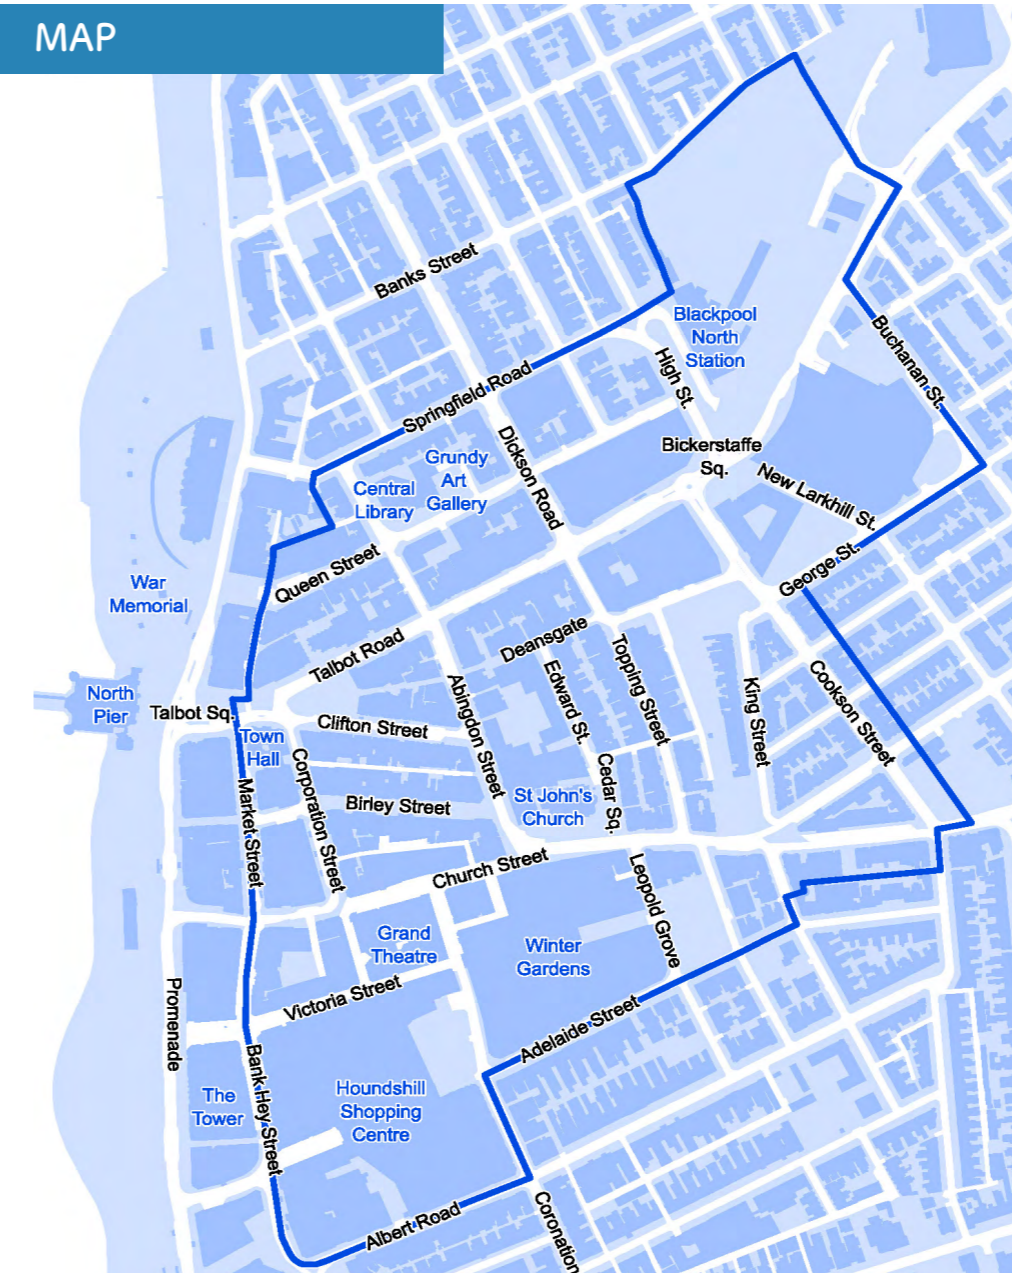 MAP
Banks Street
Blackpool
North
Station
Buchanan St.
High St.
Springfield Road
Dickson Road
Bickerstaffe
Sq.
Grundy
Art
Gallery
Central
Library
New Larkhill St.
George St.
Queen Street
War
Memorial
Talbot Road
Deansgate
Topping Street
Edward St.
Cookson Street
King Street
Abingdon Street
North
Pier
Talbot Sq.
Clifton Street
Town
Hall
Corporation Street
Market Street
Birley Street
St John's
Church
Cedar Sq.
Church Street
Leopold Grove
Grand
Theatre
Winter
Gardens
Victoria Street
Promenade
Adelaide Street
Bank Hey Street
The
Tower
Houndshill
Shopping
Centre
Albert Road
Coronation